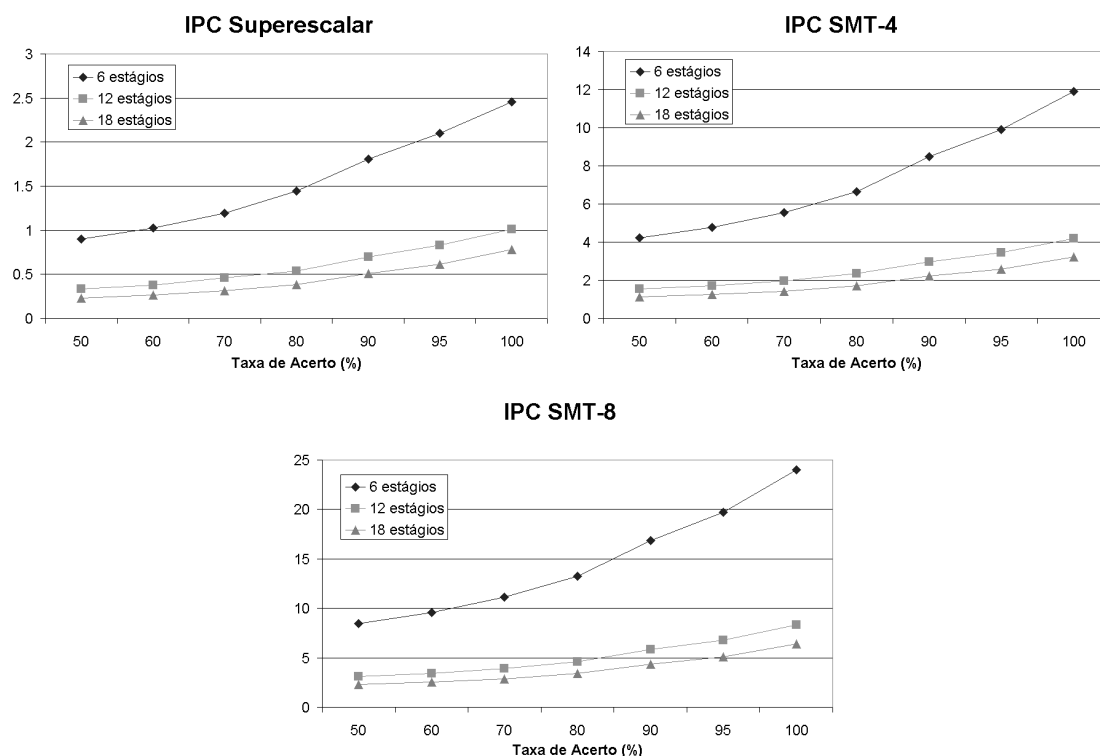 IPC Superescalar
3
2.5
2
1.5
1
0.5
0
6 estágios
12 estágios
18 estágios
50 60 70 80 90 95 100
Taxa de Acerto (%)
IPC SMT-4
14
12
10
8
6
4
2
0
6 estágios
12 estágios
18 estágios
50 60 70 80 90 95 100
Taxa de Acerto (%)
IPC SMT-8
25
20
15
10
5
0
6 estágios
12 estágios
18 estágios
50 60 70 80 90 95 100
Taxa de Acerto (%)